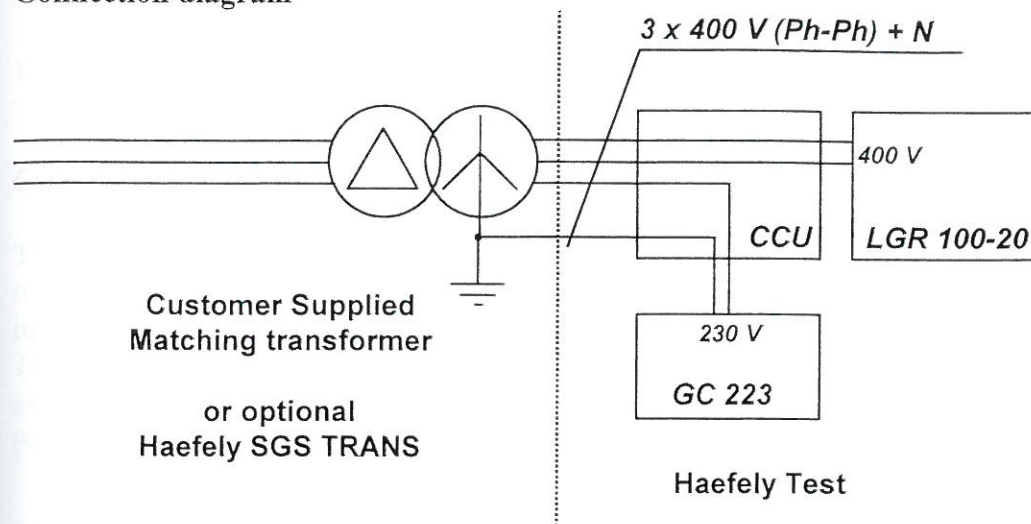 Connection diagram
3 x 400 V (Ph-Ph) + N
400 V
CCU
LGR 100-20
Customer Supplied
Matching transformer
230 V
GC 223
or optional
Haefely SGS TRANS
Haefely Test